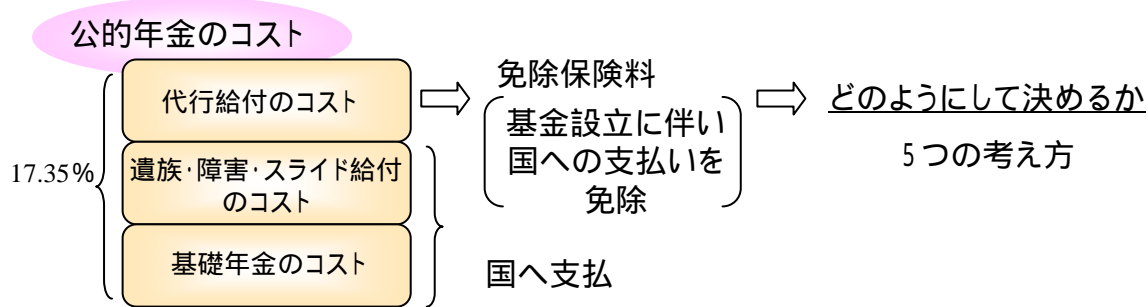 公的年金のコスト
17.35%
代行給付のコスト
遺族・障害・スライド給付
のコスト
基礎年金のコスト
免除保険料
基金設立に伴い
国への支払いを
免除
国へ支払
どのようにして決めるか
5つの考え方